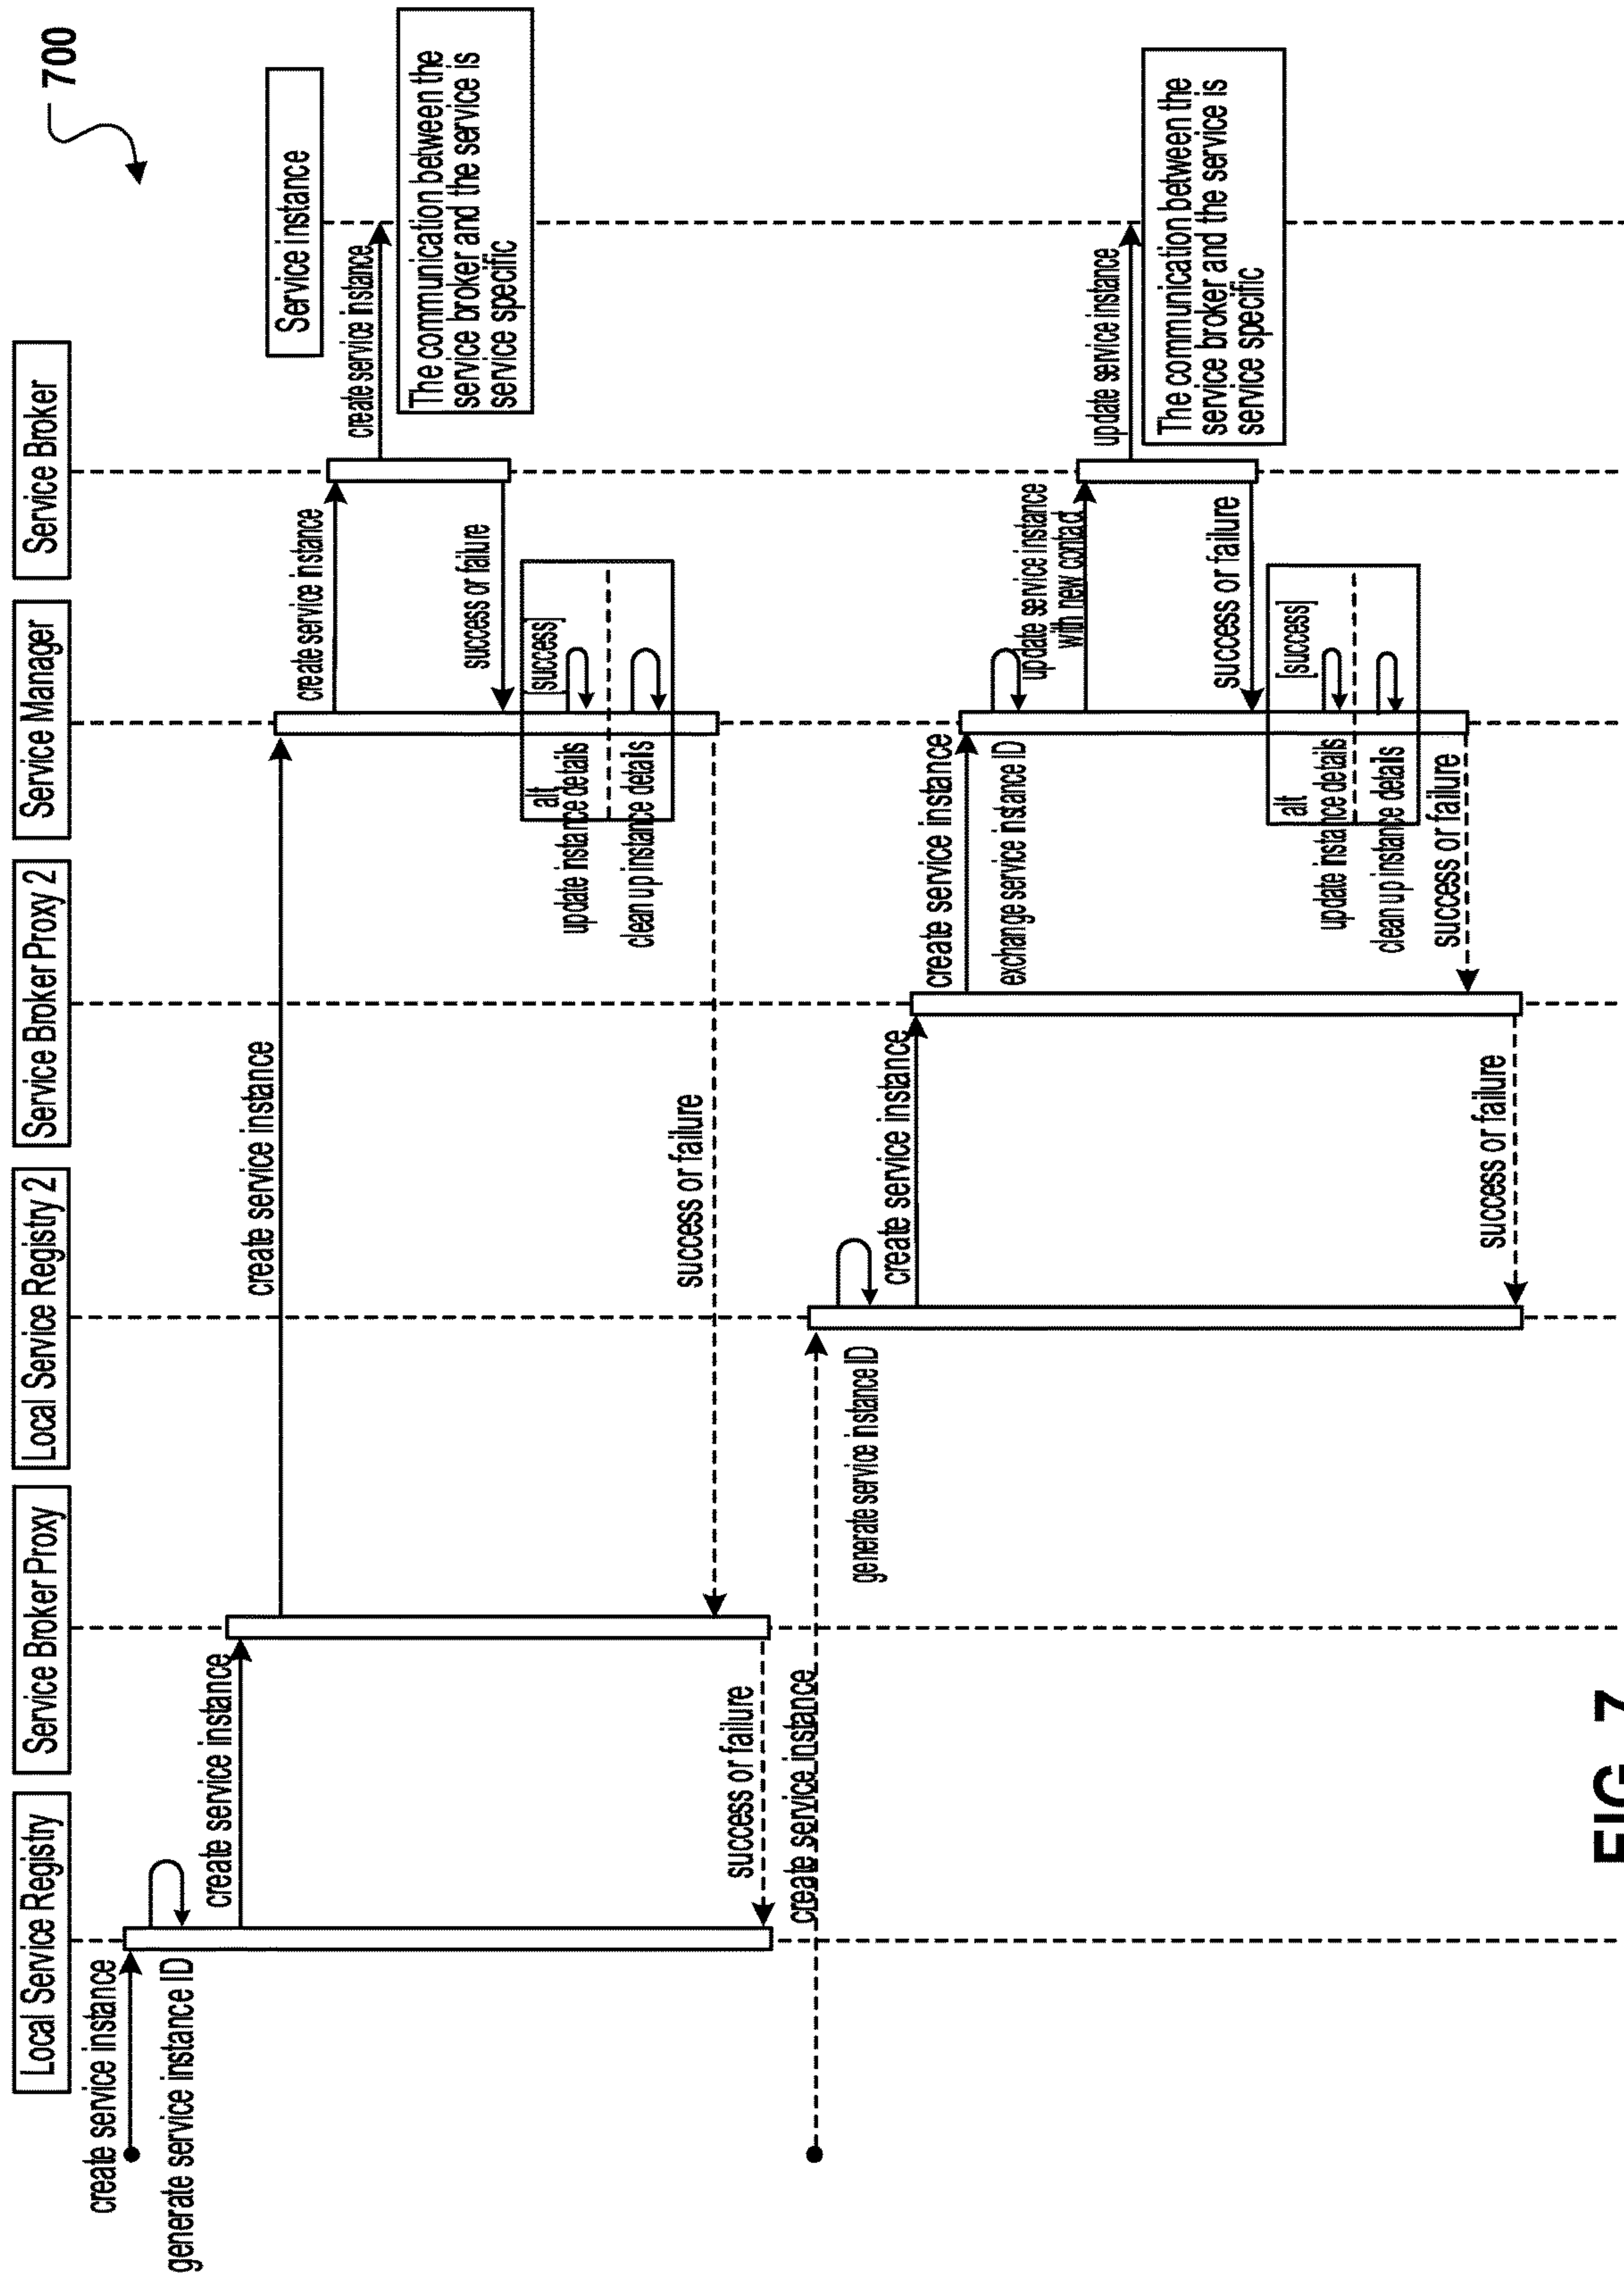 700
Local Service Registry
Service Broker Proxy
Local Service Registry 2
Service Broker Proxy 2
Service Manager
Service Broker
Service instance
create service instance
generate service instance ID
create service instance
create service instance
create service instance
create service instance
The communication between the
service broker and the service is
service specific
success or failure
alt
[success]
update instance details
clean up instance details
success or failure
success or failure
create service instance
generate service instance ID
create service instance
create service instance
exchange service instance ID
update service instance
with new contact
update service instance
The communication between the
service broker and the service is
service specific
success or failure
alt
[success]
update instance details
clean up instance details
success or failure
success or failure
FIG. 7